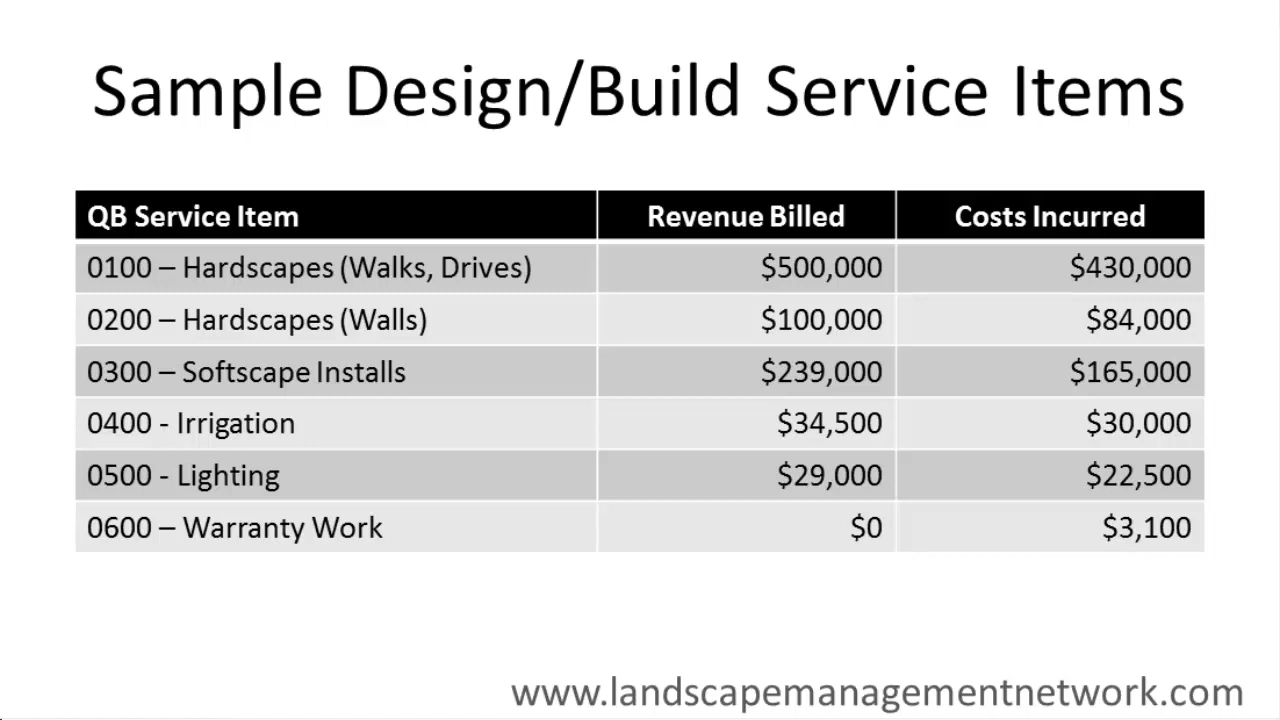 Sample Design/Build Service Items
QB Service Item Revenue Billed Costs Incurred
0100 – Hardscapes (Walks, Drives) $500,000 $430,000
0200 – Hardscapes (Walls) $100,000 $84,000
0300 – Softscape Installs $239,000 $165,000
0400 - Irrigation $34,500 $30,000
0500 - Lighting $29,000 $22,500
0600 – Warranty Work $0 $3,100
www.landscapemanagementnetwork.com